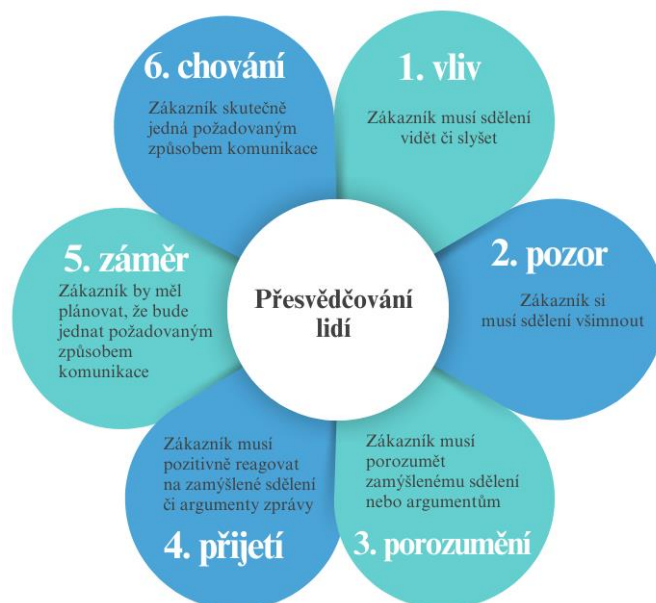 Přesvědčování
lidí
1. vliv
Zákazník musí sdělení
vidět či slyšet
2. pozor
Zákazník si
musí sdělení všimnout
Zákazník musí
porozumět
zamýšlenému sdělení
nebo argumentům
3. porozumění
Zákazník musí
pozitivně reagovat
na zamýšlené sdělení
či argumenty zprávy
4. přijetí
5. záměr
Zákazník by měl
plánovat, že bude
jednat požadovaným
způsobem
komunikace
6. chování
Zákazník skutečně
jedná požadovaným
způsobem komunikace